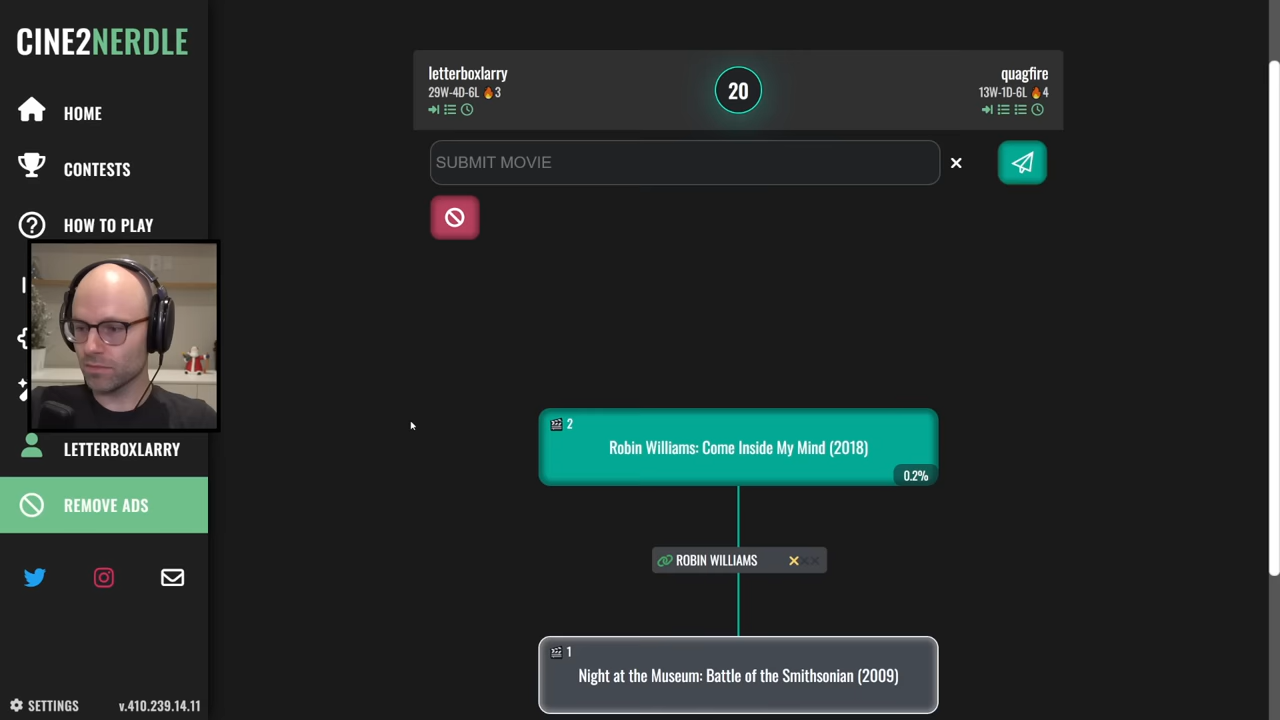 CINE2NERDLE
HOME
CONTESTS
HOW TO PLAY
LETTERBOXLARRY
REMOVE ADS
SETTINGS
v.410.239.14.11
letterboxlarry
29W-4D-6L 🔥3
20
quagfire
13W-1D-6L 🔥4
SUBMIT MOVIE
2
Robin Williams: Come Inside My Mind (2018)
0.2%
ROBIN WILLIAMS
1
Night at the Museum: Battle of the Smithsonian (2009)